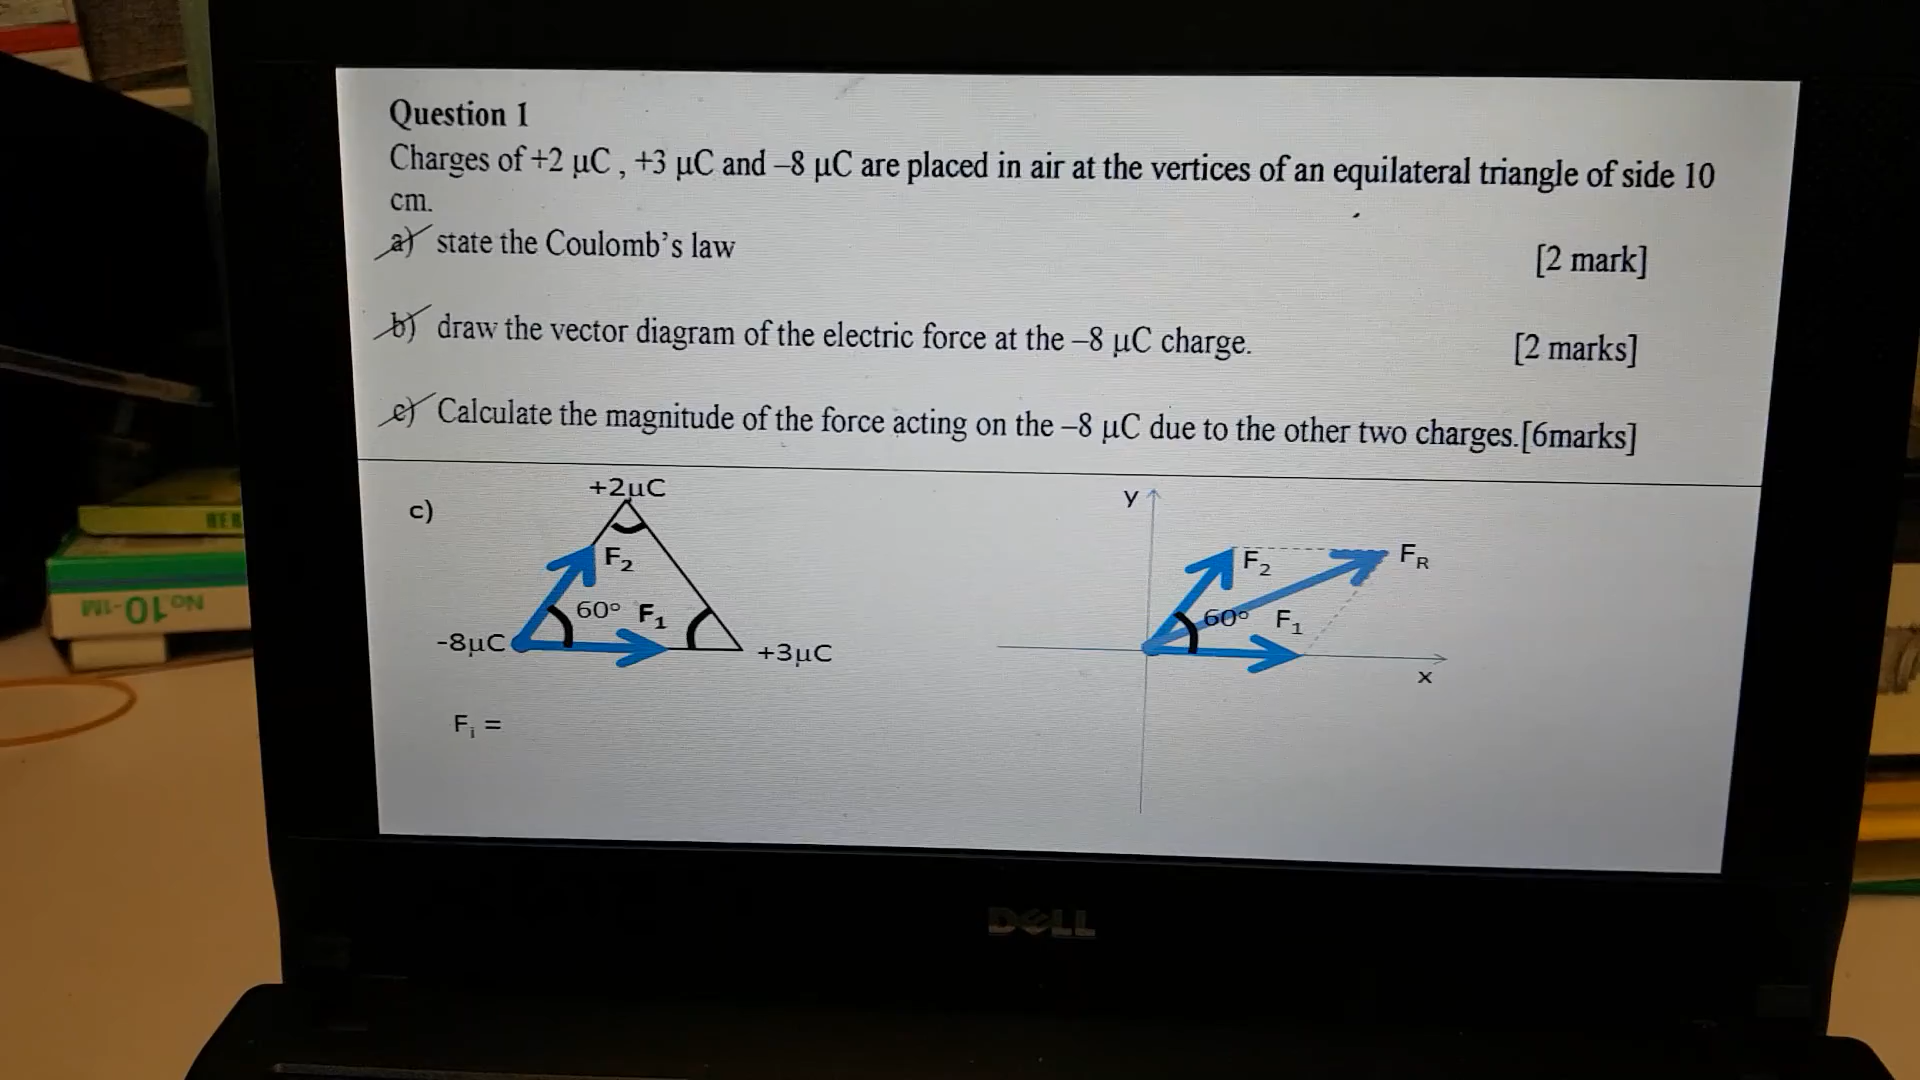 Question 1
Charges of +2 µC , +3 µC and –8 µC are placed in air at the vertices of an equilateral triangle of side 10
cm.
a) state the Coulomb's law [2 mark]
b) draw the vector diagram of the electric force at the –8 µC charge. [2 marks]
c) Calculate the magnitude of the force acting on the –8 µC due to the other two charges.[6marks]
c)
+2µC
F₂
60° F₁
-8µC
+3µC
Fᵢ =
y
F₂
F_R
60° F₁
x
No.10-1M
DELL